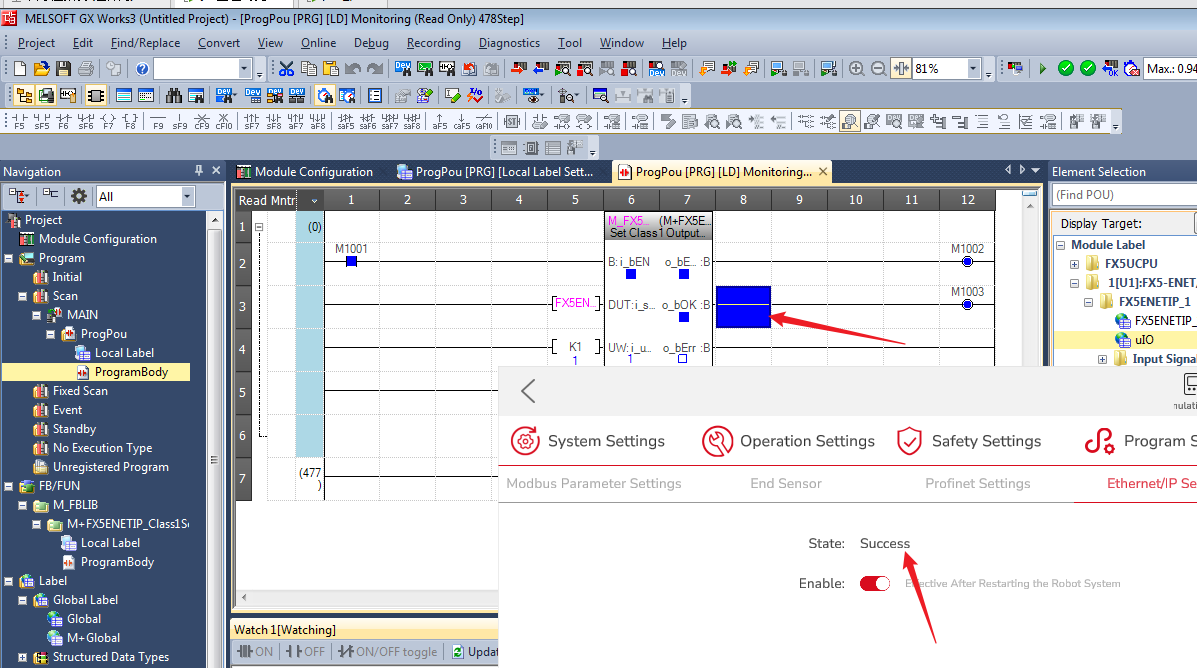 MELSOFT GX Works3 (Untitled Project) - [ProgPou [PRG] [LD] Monitoring (Read Only) 478Step]
Project Edit Find/Replace Convert View Online Debug Recording Diagnostics Tool Window Help
81% Max.: 0.94
F5 sF5 F6 sF6 F7 F8 F9 sF9 cF9 cF10 sF7 sF8 aF7 aF8 saF5 saF6 saF7 saF8 aF5 caF5 caF10
Navigation
All
Project
Module Configuration
Program
Initial
Scan
MAIN
ProgPou
Local Label
ProgramBody
Fixed Scan
Event
Standby
No Execution Type
Unregistered Program
FB/FUN
M_FBLIB
M+FX5ENETIP_Class1S
Local Label
ProgramBody
Label
Global Label
Global
M+Global
Structured Data Types
Module Configuration
ProgPou [PRG] [Local Label Sett...
ProgPou [PRG] [LD] Monitoring...
Read Mntr 1 2 3 4 5 6 7 8 9 10 11 12
1 (0) M_FX5... (M+FX5E...
Set Class1 Output...
M1001 M1002
2 B:i_bEN o_bE... :B
M1003
3 FX5EN... DUT:i_s... o_bOK :B
4 K1 UW:i_u... o_bErr :B
1 1
5
6
7 (477
)
Watch 1[Watching]
ON OFF ON/OFF toggle Updat
Element Selection
(Find POU)
Display Target:
Module Label
FX5UCPU
1[U1]:FX5-ENET/
FX5ENETIP_1
FX5ENETIP_
uIO
Input Signal
mulati
System Settings Operation Settings Safety Settings Program S
Modbus Parameter Settings End Sensor Profinet Settings Ethernet/IP Se
State: Success
Enable: Effective After Restarting the Robot System